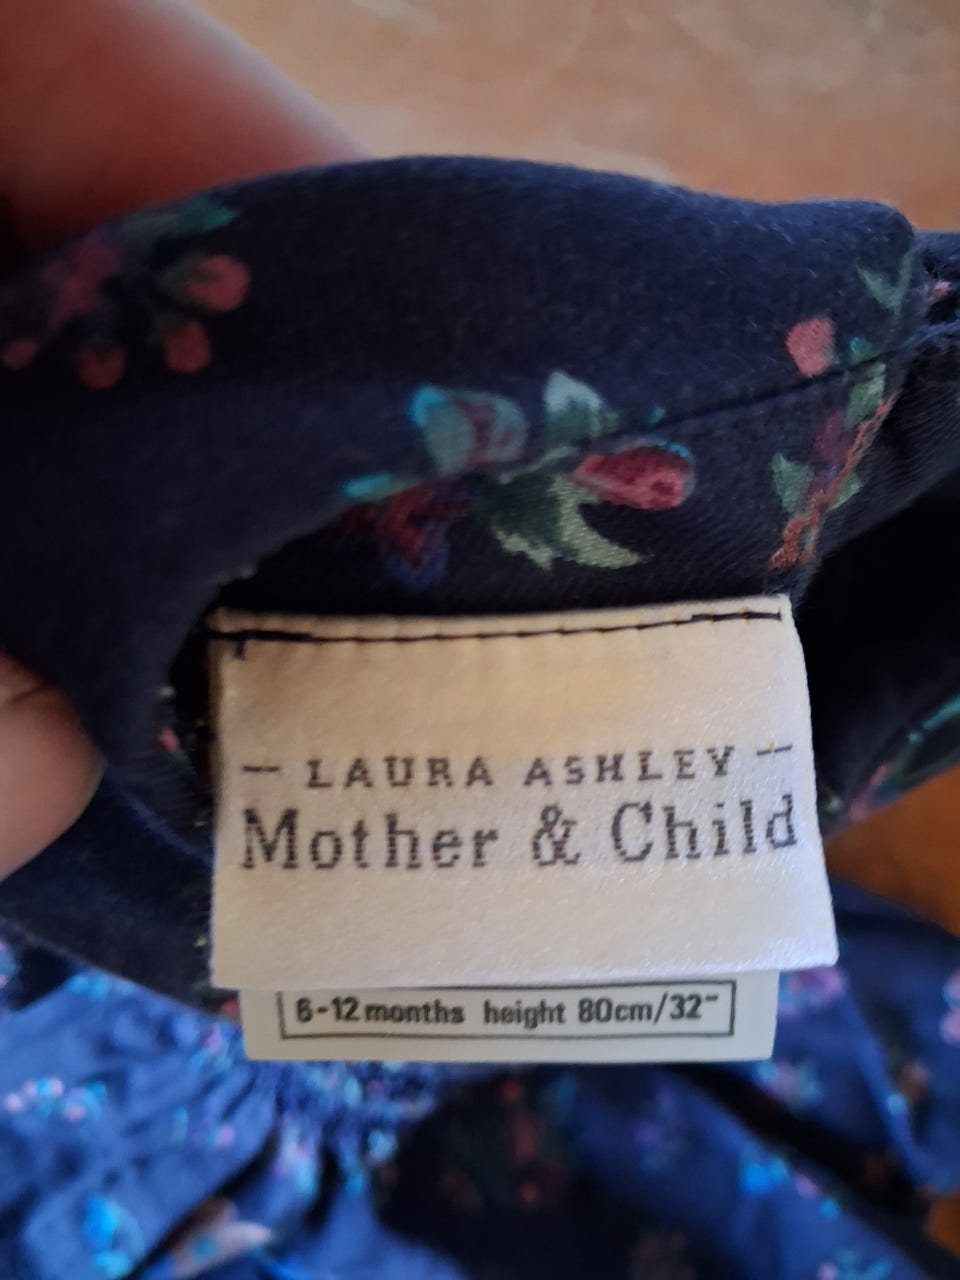 — LAURA ASHLEY —
Mother & Child
6-12 months height 80cm/32"